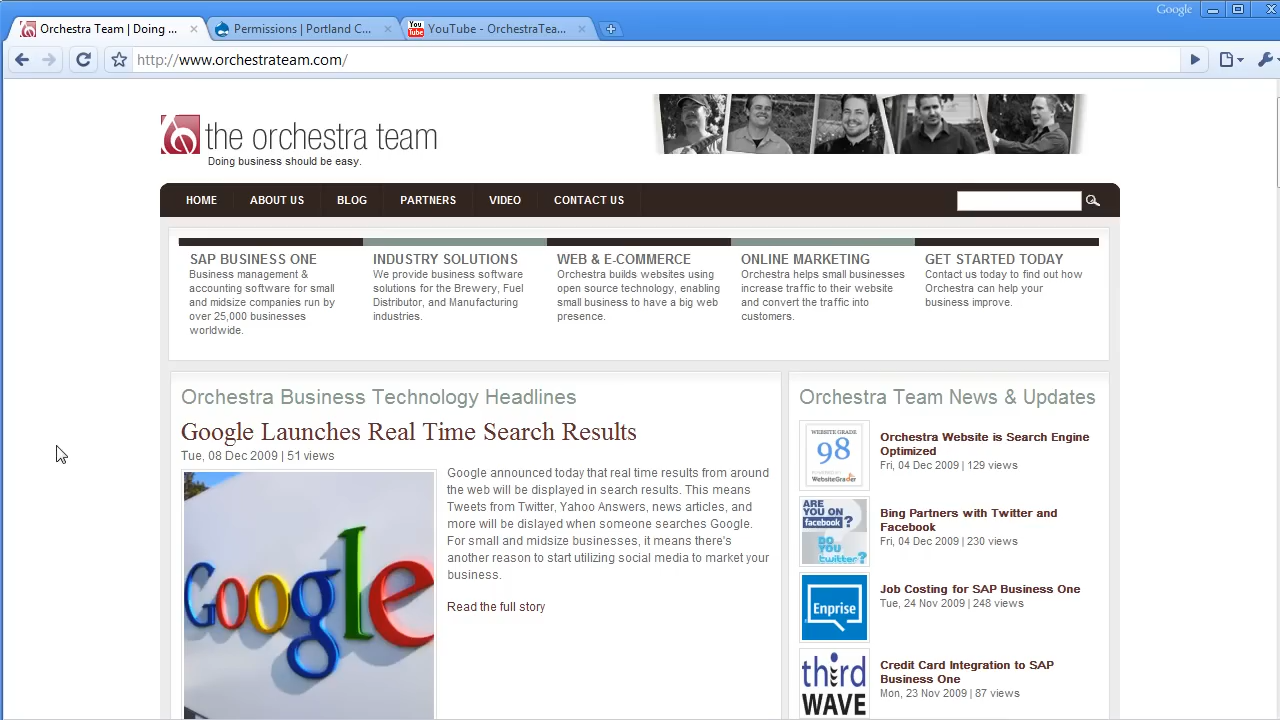 Google
Orchestra Team | Doing ...
Permissions | Portland C...
YouTube - OrchestraTea...
http://www.orchestrateam.com/
the orchestra team
Doing business should be easy.
HOME
ABOUT US
BLOG
PARTNERS
VIDEO
CONTACT US
SAP BUSINESS ONE
Business management &
accounting software for small
and midsize companies run by
over 25,000 businesses
worldwide.
INDUSTRY SOLUTIONS
We provide business software
solutions for the Brewery, Fuel
Distributor, and Manufacturing
industries.
WEB & E-COMMERCE
Orchestra builds websites using
open source technology, enabling
small business to have a big web
presence.
ONLINE MARKETING
Orchestra helps small businesses
increase traffic to their website
and convert the traffic into
customers.
GET STARTED TODAY
Contact us today to find out how
Orchestra can help your
business improve.
Orchestra Business Technology Headlines
Google Launches Real Time Search Results
Tue, 08 Dec 2009 | 51 views
Google
Google announced today that real time results from around
the web will be displayed in search results. This means
Tweets from Twitter, Yahoo Answers, news articles, and
more will be dislayed when someone searches Google.
For small and midsize businesses, it means there's
another reason to start utilizing social media to market your
business.
Read the full story
Orchestra Team News & Updates
WEBSITE GRADE
98
POWERED BY
WebsiteGrader
Orchestra Website is Search Engine
Optimized
Fri, 04 Dec 2009 | 129 views
ARE YOU ON
facebook ?
DO YOU
twitter?
Bing Partners with Twitter and
Facebook
Fri, 04 Dec 2009 | 230 views
Enprise
Job Costing for SAP Business One
Tue, 24 Nov 2009 | 248 views
third
WAVE
Credit Card Integration to SAP
Business One
Mon, 23 Nov 2009 | 87 views